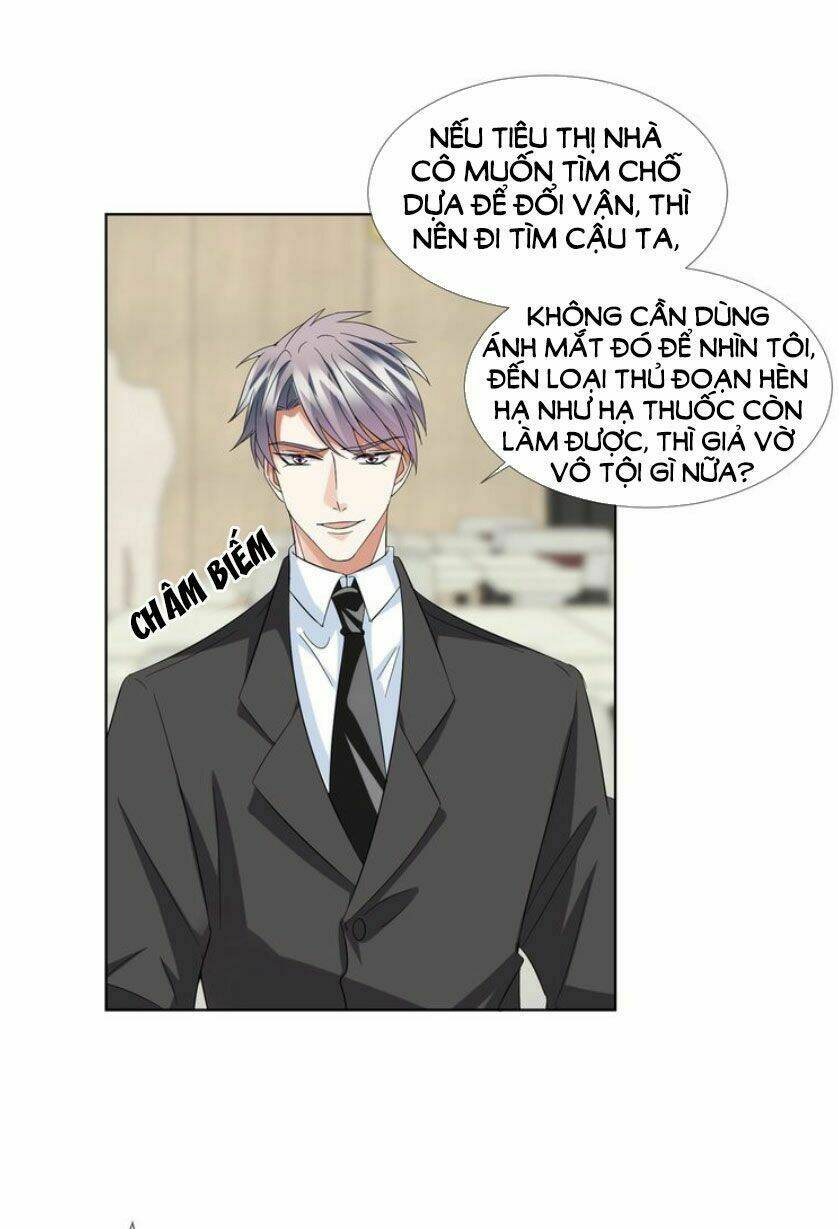 NẾU TIÊU THỊ NHÀ
CÔ MUỐN TÌM CHỖ
DỰA ĐỂ ĐỔI VẬN, THÌ
NÊN ĐI TÌM CẬU TA,
KHÔNG CẦN DÙNG
ÁNH MẮT ĐÓ ĐỂ NHÌN TÔI,
ĐẾN LOẠI THỦ ĐOẠN HÈN
HẠ NHƯ HẠ THUỐC CÒN
LÀM ĐƯỢC, THÌ GIẢ VỜ
VÔ TỘI GÌ NỮA?
CHÂM BIẾM